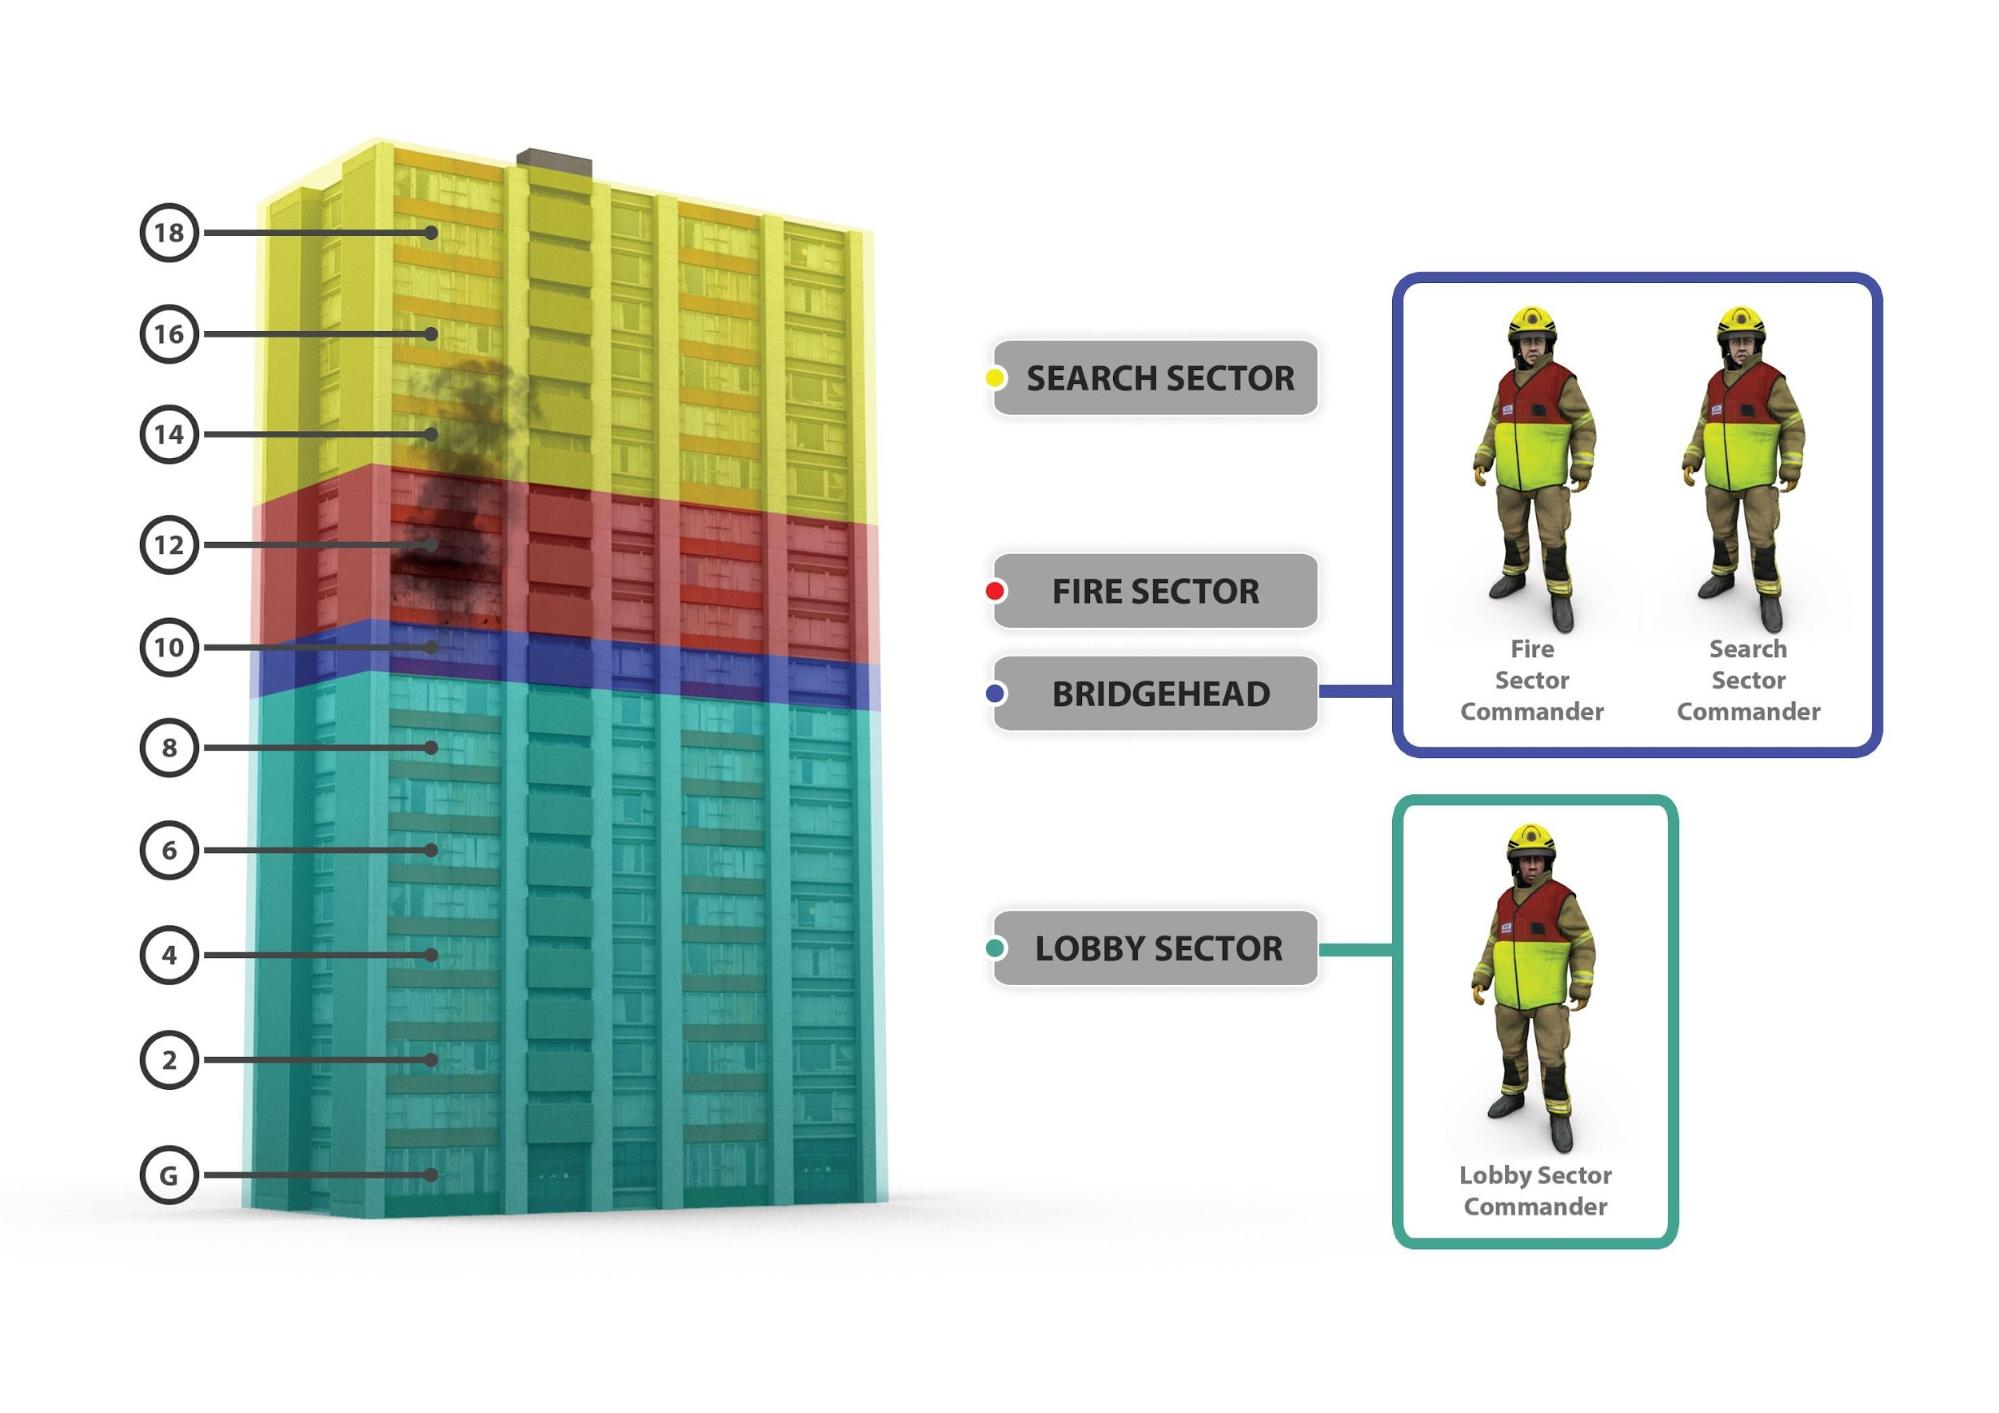 18
16
14
12
10
8
6
4
2
G
SEARCH SECTOR
FIRE SECTOR
BRIDGEHEAD
LOBBY SECTOR
Fire
Sector
Commander
Search
Sector
Commander
Lobby Sector
Commander